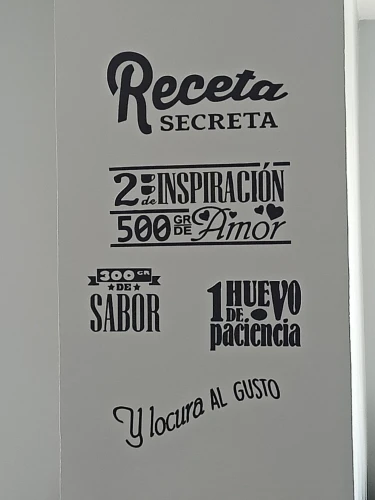 Receta
SECRETA
2 de INSPIRACIÓN
500 GR DE Amor
300 GR
DE
SABOR
1 HUEVO
DE
paciencia
Y locura AL GUSTO